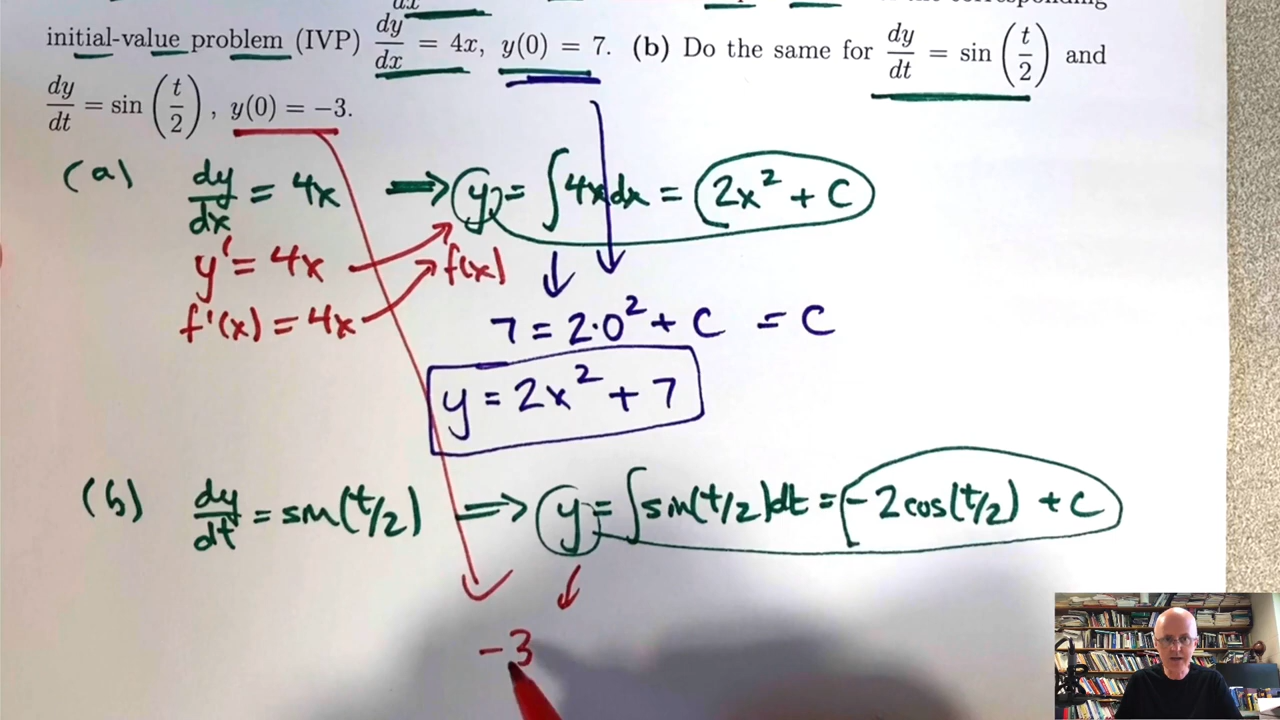 dx
initial-value problem (IVP) dy/dx = 4x, y(0) = 7. (b) Do the same for dy/dt = sin (t/2) and
dy/dt = sin (t/2), y(0) = −3.
(a) dy/dx = 4x ⟹ y = ∫4x dx = 2x² + C
y' = 4x f(x)
f'(x) = 4x 7 = 2·0² + C = C
y = 2x² + 7
(b) dy/dt = sin(t/2) ⟹ y = ∫sin(t/2)dt = -2cos(t/2) + C
-3